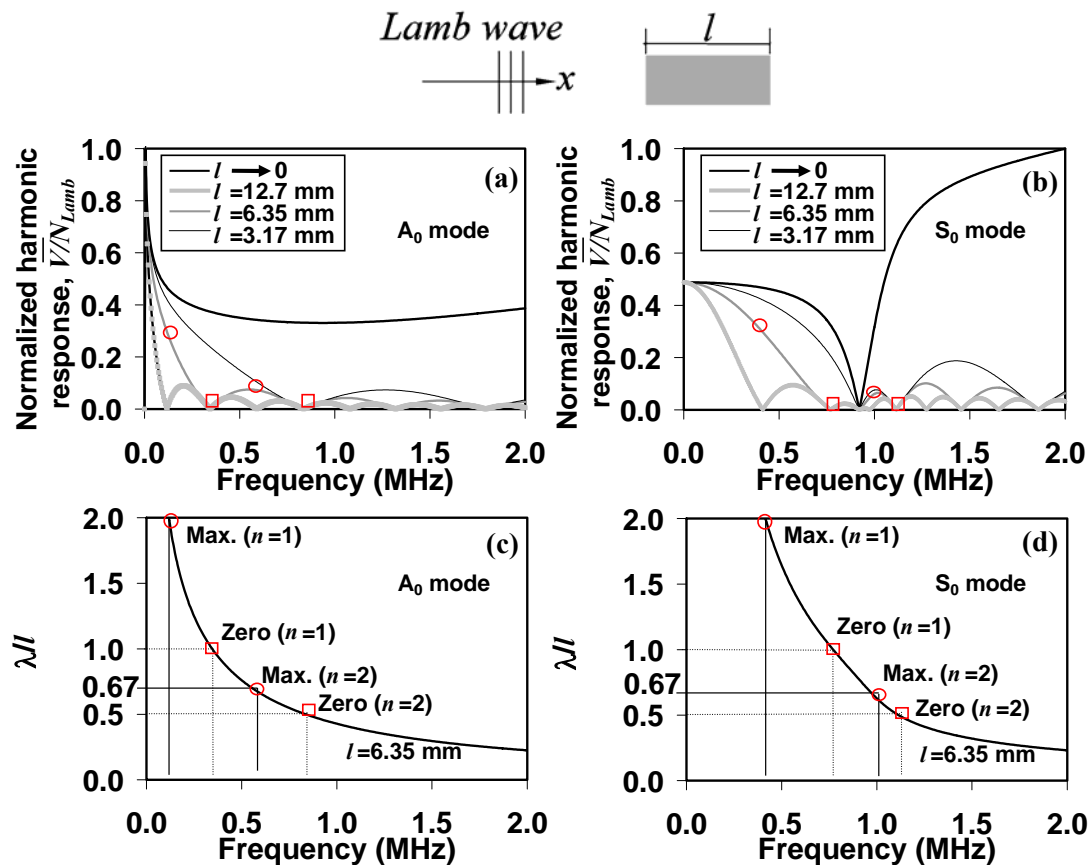 Lamb wave
x
l
Normalized harmonic
response, V̅/N_Lamb
1.0
0.8
0.6
0.4
0.2
0.0
l → 0
l =12.7 mm
l =6.35 mm
l =3.17 mm
(a)
A₀ mode
0.0 0.5 1.0 1.5 2.0
Frequency (MHz)
Normalized harmonic
response, V̅/N_Lamb
1.0
0.8
0.6
0.4
0.2
0.0
l → 0
l =12.7 mm
l =6.35 mm
l =3.17 mm
(b)
S₀ mode
0.0 0.5 1.0 1.5 2.0
Frequency (MHz)
λ/l
2.0
1.5
1.0
0.67
0.5
0.0
(c)
Max. (n=1)
A₀ mode
Zero (n=1)
Max. (n=2)
Zero (n=2)
l=6.35 mm
0.0 0.5 1.0 1.5 2.0
Frequency (MHz)
λ/l
2.0
1.5
1.0
0.67
0.5
0.0
(d)
Max. (n=1)
S₀ mode
Zero (n=1)
Max. (n=2)
Zero (n=2)
l=6.35 mm
0.0 0.5 1.0 1.5 2.0
Frequency (MHz)